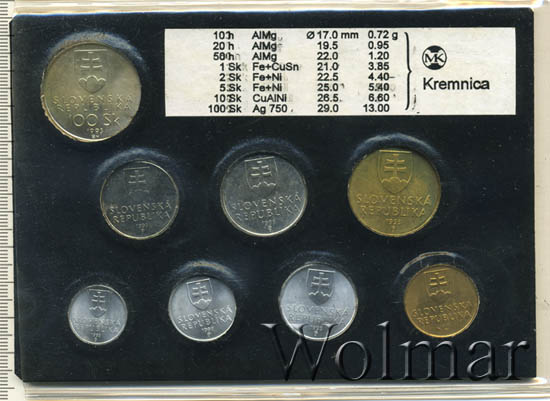 10 h AlMg Ø 17.0 mm 0.72 g
20 h AlMg 19.5 0.95
50 h AlMg 22.0 1.20
1 Sk Fe+CuSn 21.0 3.85
2 Sk Fe+Ni 22.5 4.40
5 Sk Fe+Ni 25.0 5.40
10 Sk CuAlNi 26.5 6.60
100 Sk Ag 750 29.0 13.00
MK
Kremnica
SLOVENSKÁ
REPUBLIKA
100 Sk
1993
SLOVENSKÁ
REPUBLIKA
SLOVENSKÁ
REPUBLIKA
SLOVENSKÁ
REPUBLIKA
1993
SLOVENSKÁ
REPUBLIKA
SLOVENSKÁ
REPUBLIKA
SLOVENSKÁ
REPUBLIKA
SLOVENSKÁ
REPUBLIKA
Wolmar